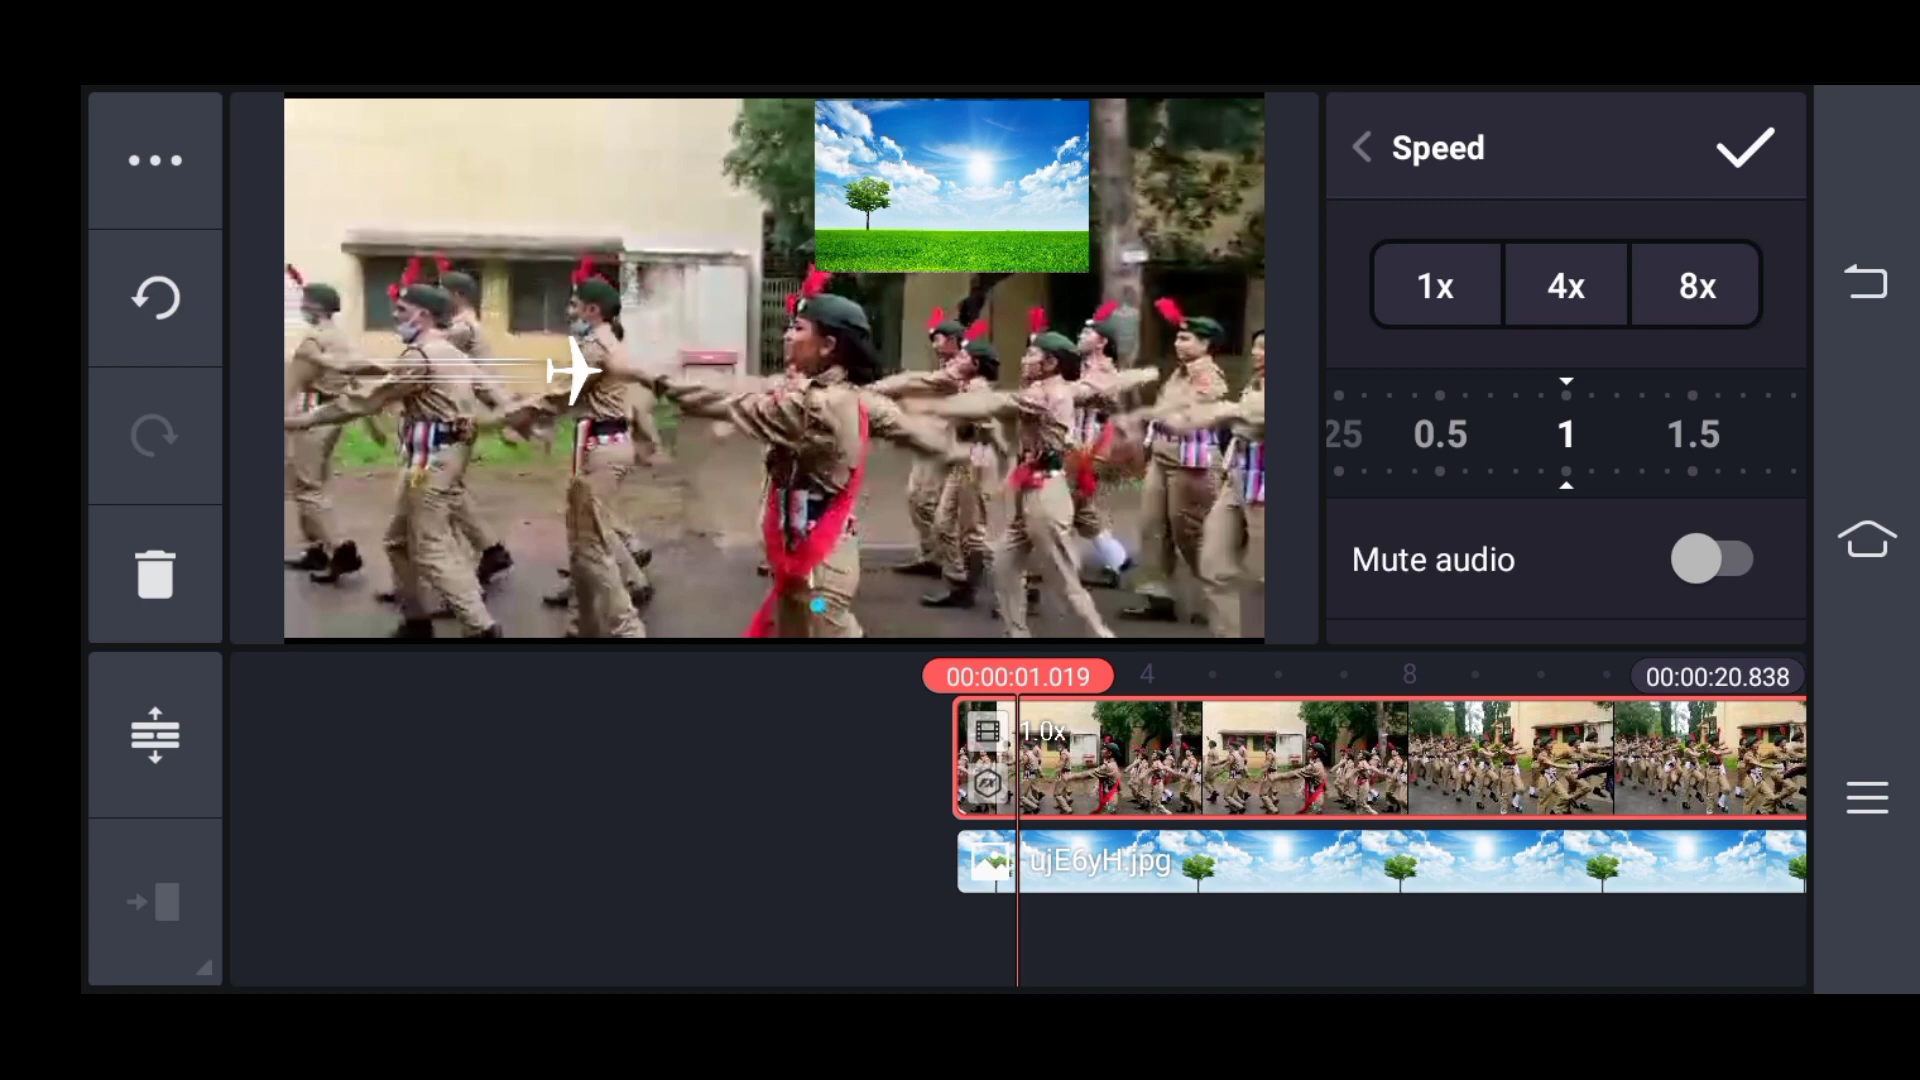 Speed
1x 4x 8x
25 0.5 1 1.5
Mute audio
00:00:01.019 4 8 00:00:20.838
1.0x
FX
ujE6yH.jpg